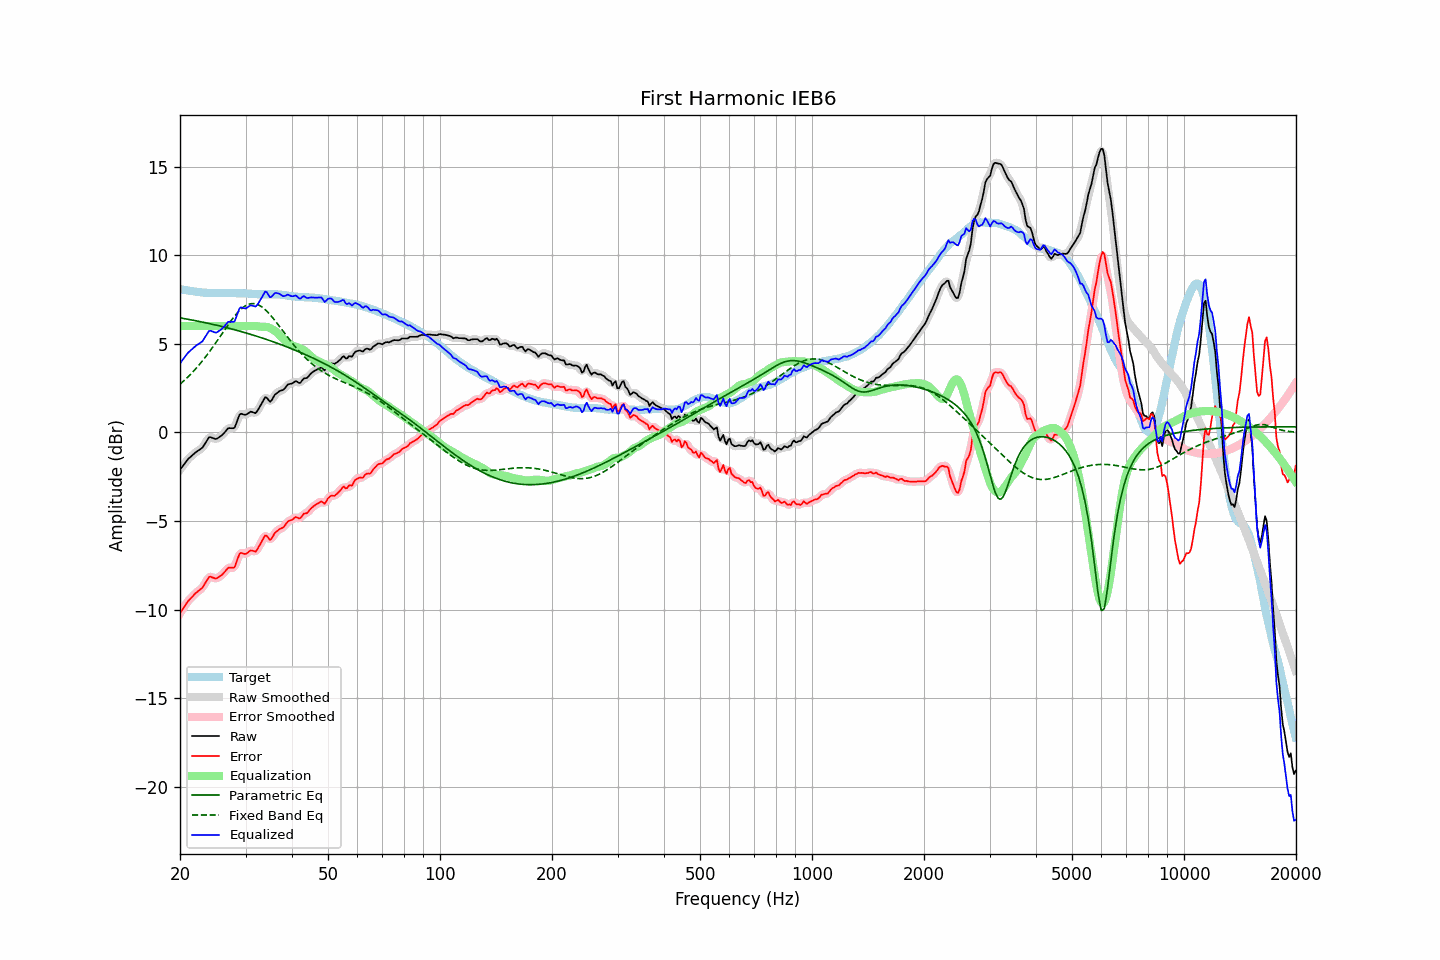 First Harmonic IEB6
Amplitude (dBr)
15
10
5
0
−5
−10
−15
−20
Target
Raw Smoothed
Error Smoothed
Raw
Error
Equalization
Parametric Eq
Fixed Band Eq
Equalized
20 50 100 200 500 1000 2000 5000 10000 20000
Frequency (Hz)